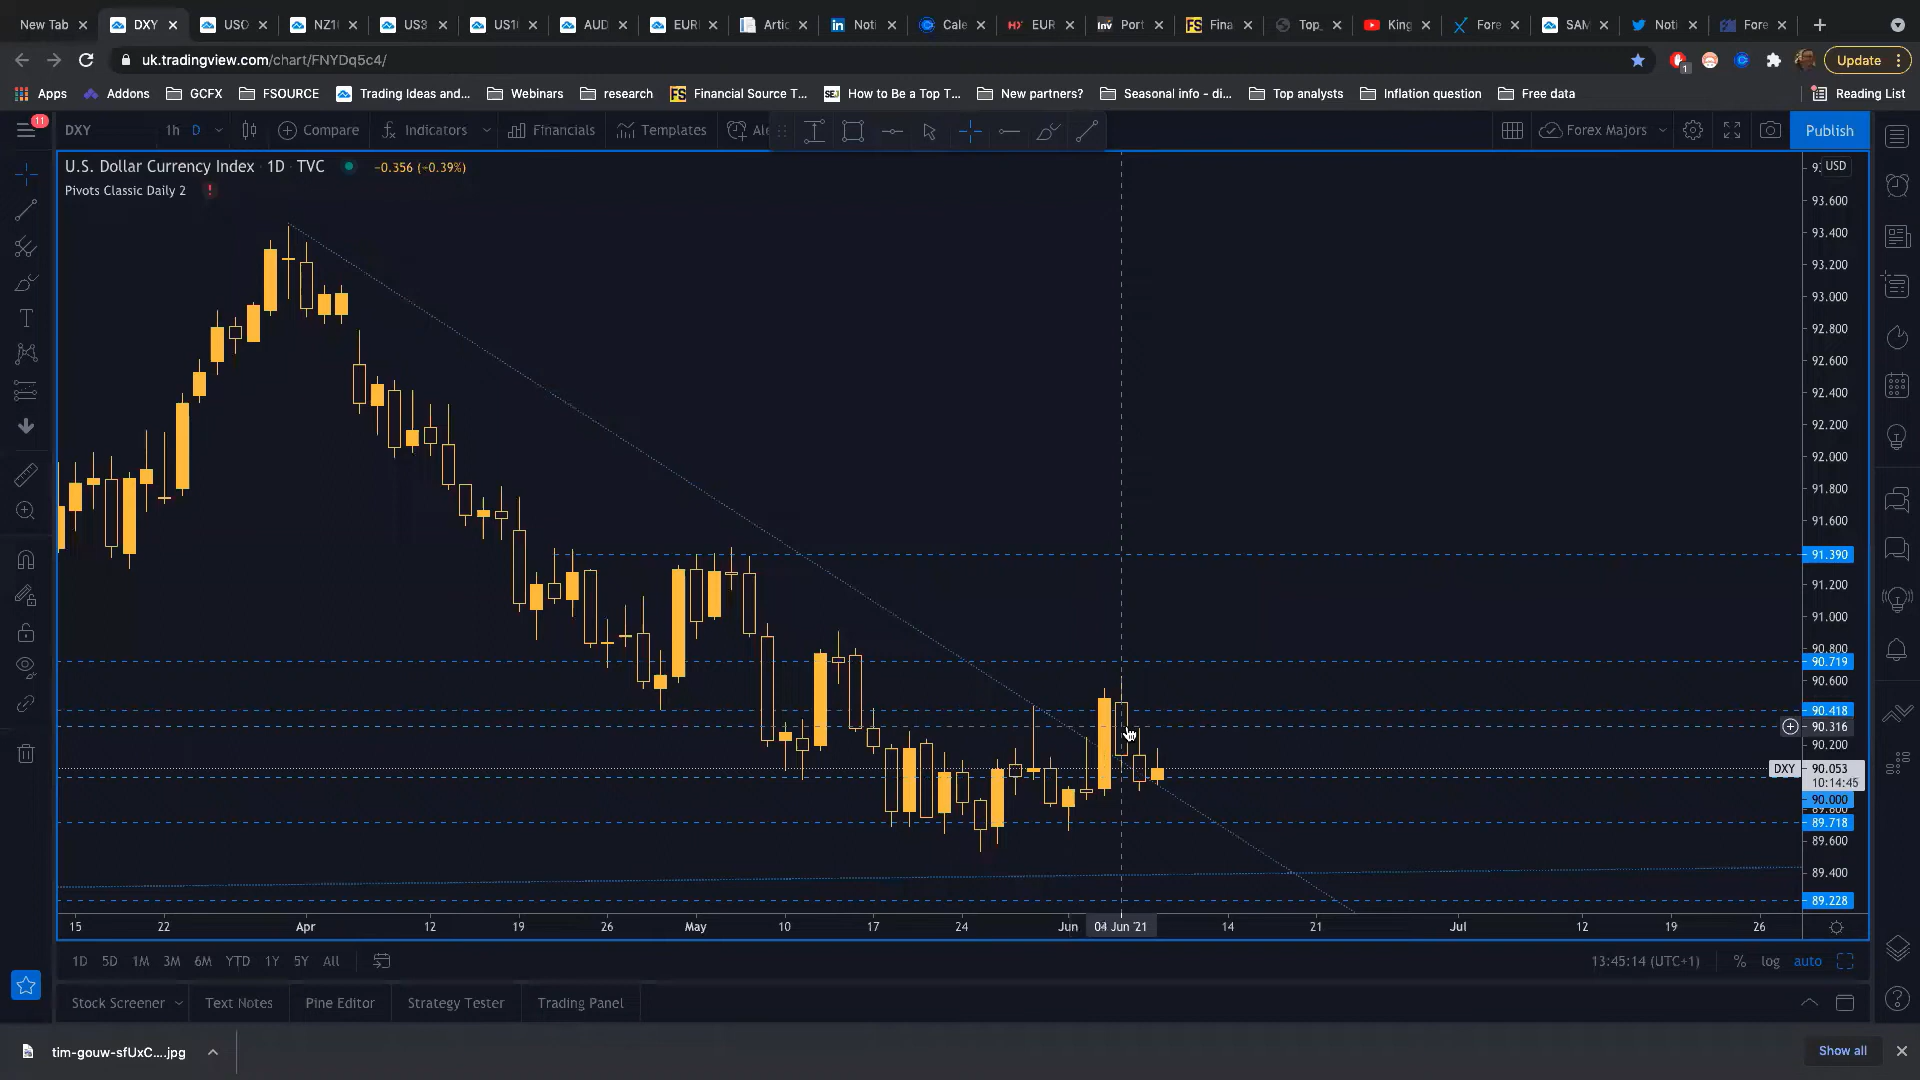 New Tab DXY USO NZ1 US3 US1 AUD EURI Artic Noti Cale EUR Port Fina Top_ King Fore SAM Noti Fore
uk.tradingview.com/chart/FNYDq5c4/ 1 Update
Apps Addons GCFX FSOURCE Trading Ideas and... Webinars research Financial Source T... How to Be a Top T... New partners? Seasonal info - di... Top analysts Inflation question Free data Reading List
11 DXY 1h D Compare Indicators Financials Templates Ale Forex Majors Publish
U.S. Dollar Currency Index · 1D · TVC −0.356 (−0.39%) USD
Pivots Classic Daily 2 !
93.600
93.400
93.200
93.000
92.800
92.600
92.400
92.200
92.000
91.800
91.600
91.390
91.200
91.000
90.800
90.719
90.600
90.418
90.316
90.200
DXY 90.053
10:14:45
90.000
89.718
89.600
89.400
89.228
15 22 Apr 12 19 26 May 10 17 24 Jun 04 Jun '21 14 21 Jul 12 19 26
1D 5D 1M 3M 6M YTD 1Y 5Y All 13:45:14 (UTC+1) % log auto
Stock Screener Text Notes Pine Editor Strategy Tester Trading Panel
tim-gouw-sfUxC....jpg Show all